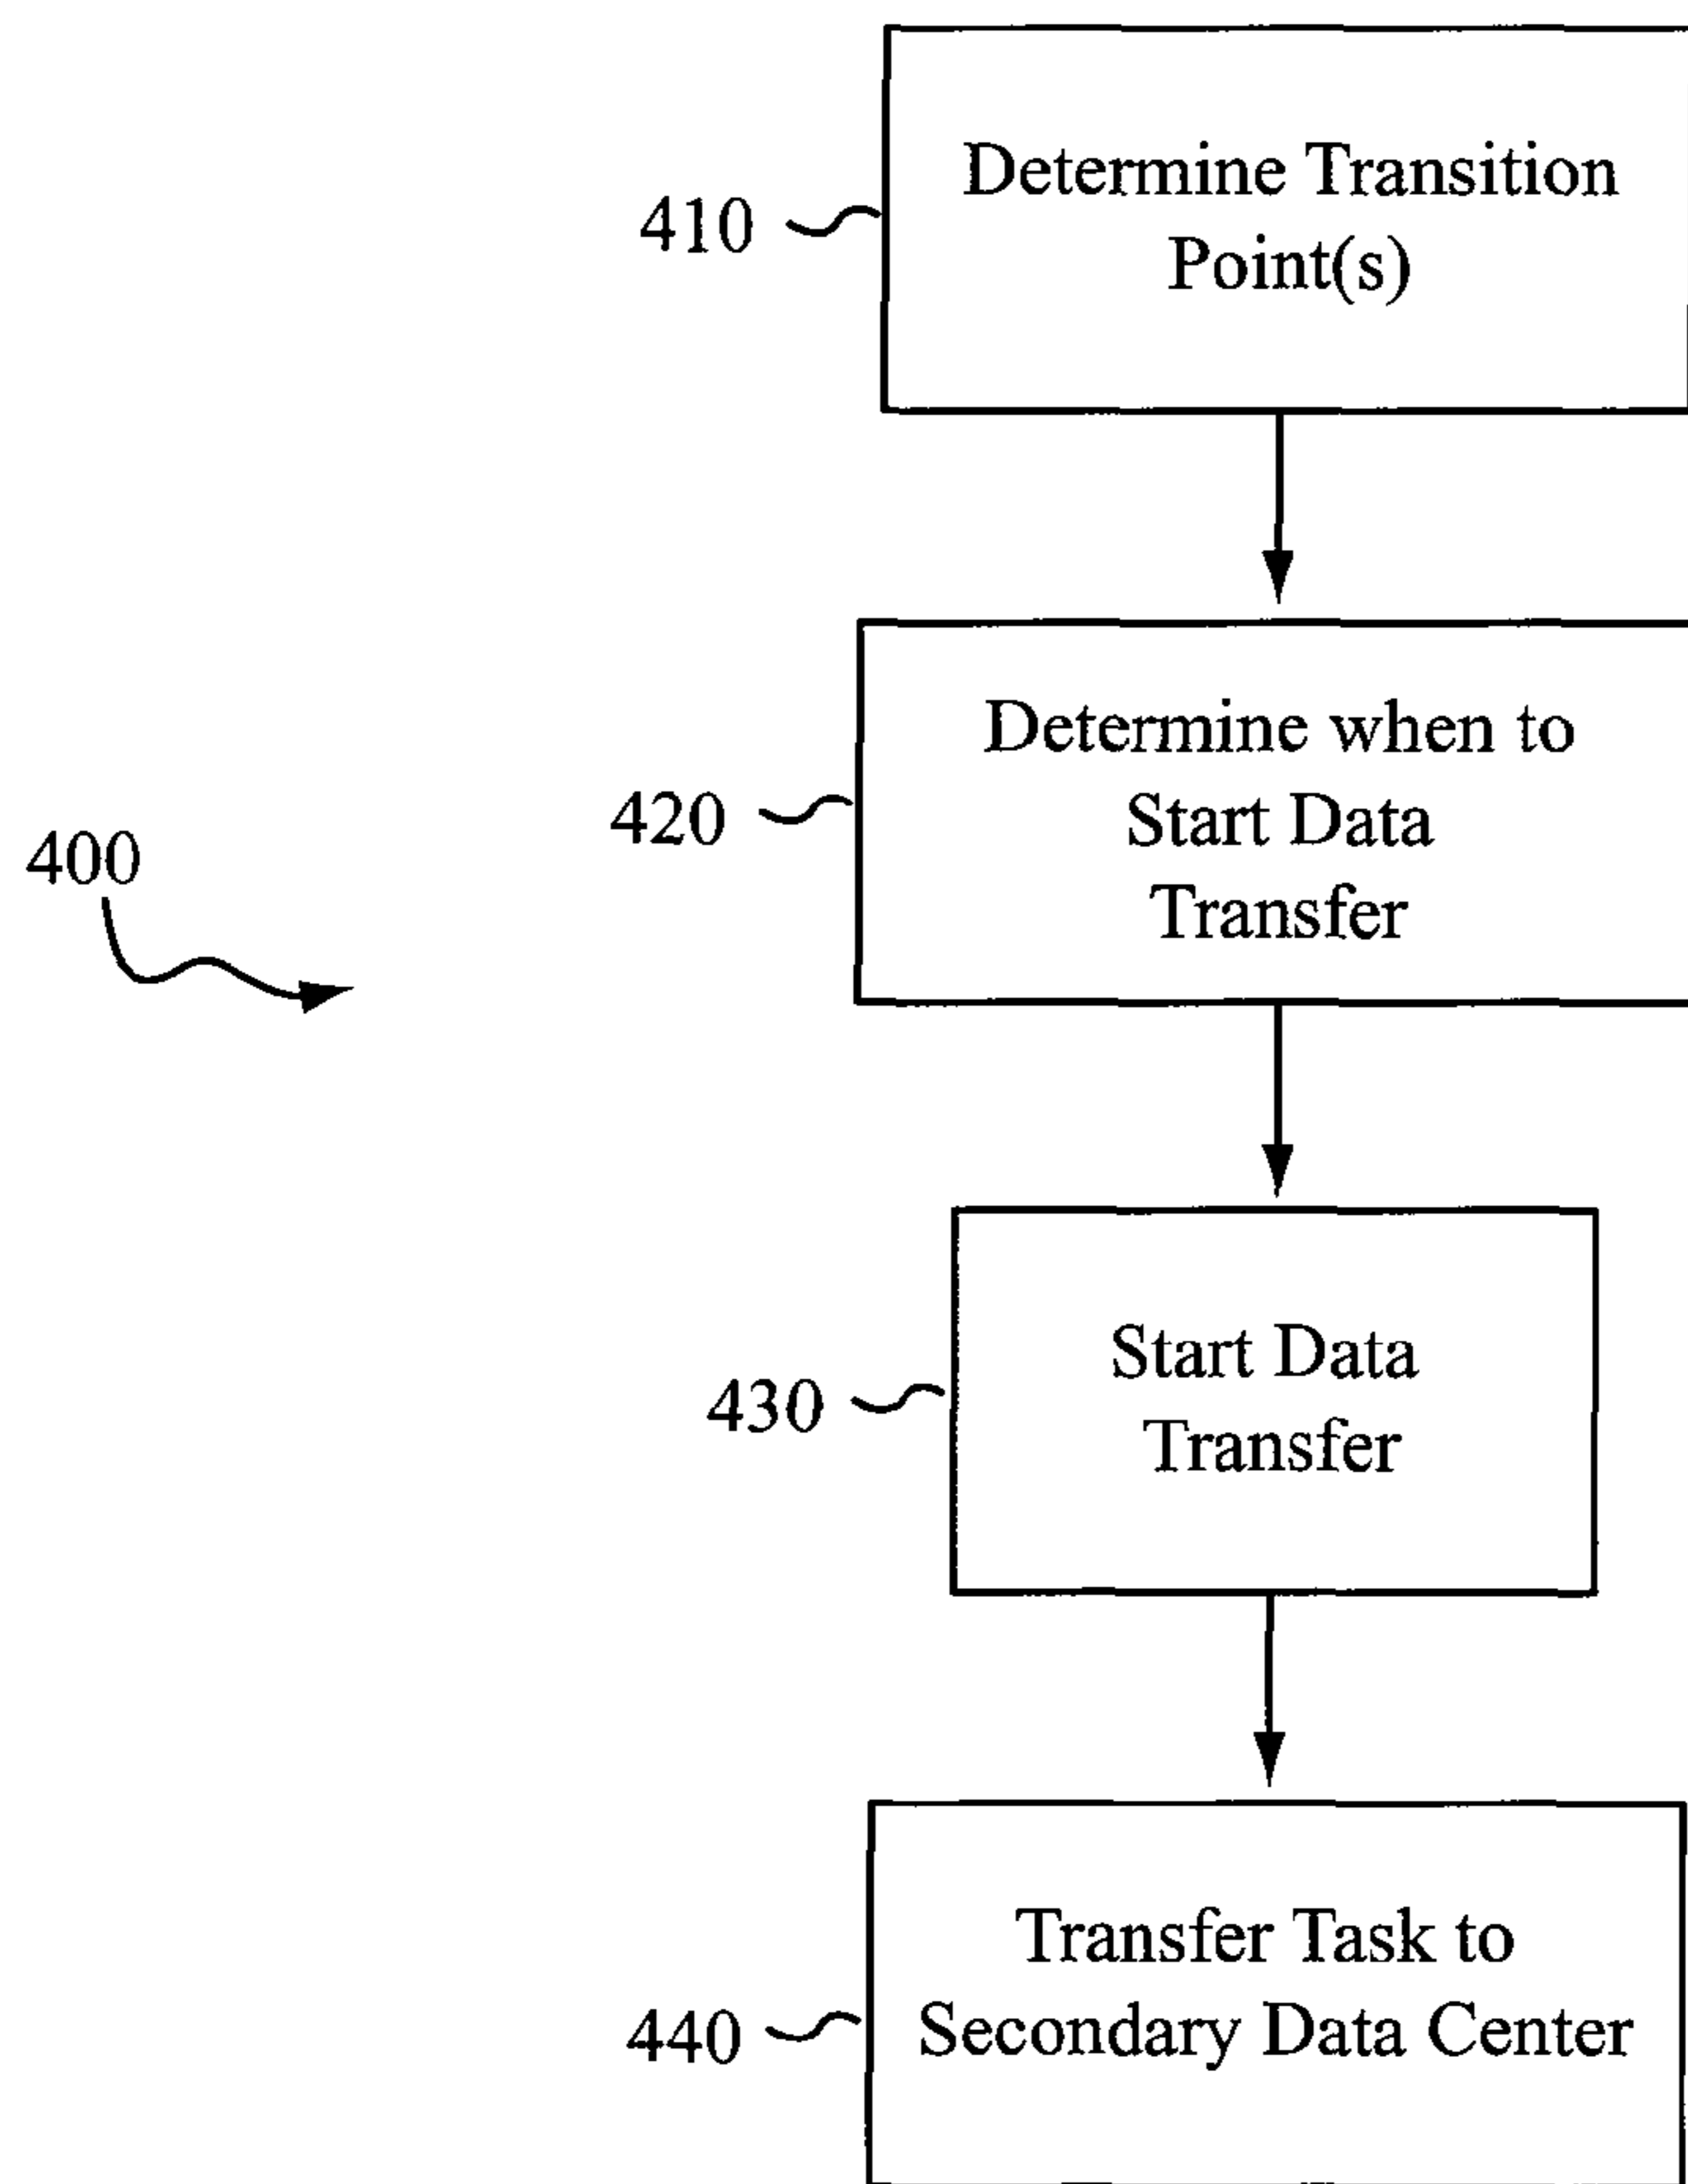 410
Determine Transition
Point(s)
420
Determine when to
Start Data
Transfer
400
430
Start Data
Transfer
440
Transfer Task to
Secondary Data Center